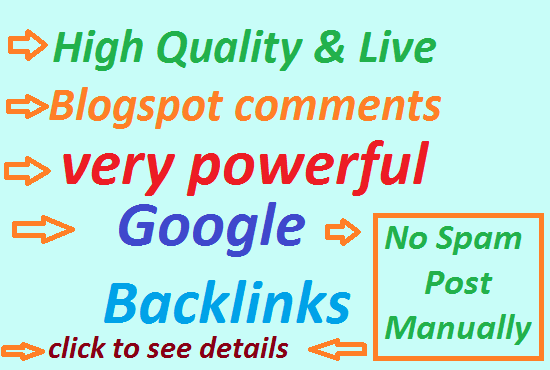 High Quality & Live
Blogspot comments
very powerful
Google
Backlinks
No Spam
Post
Manually
click to see details